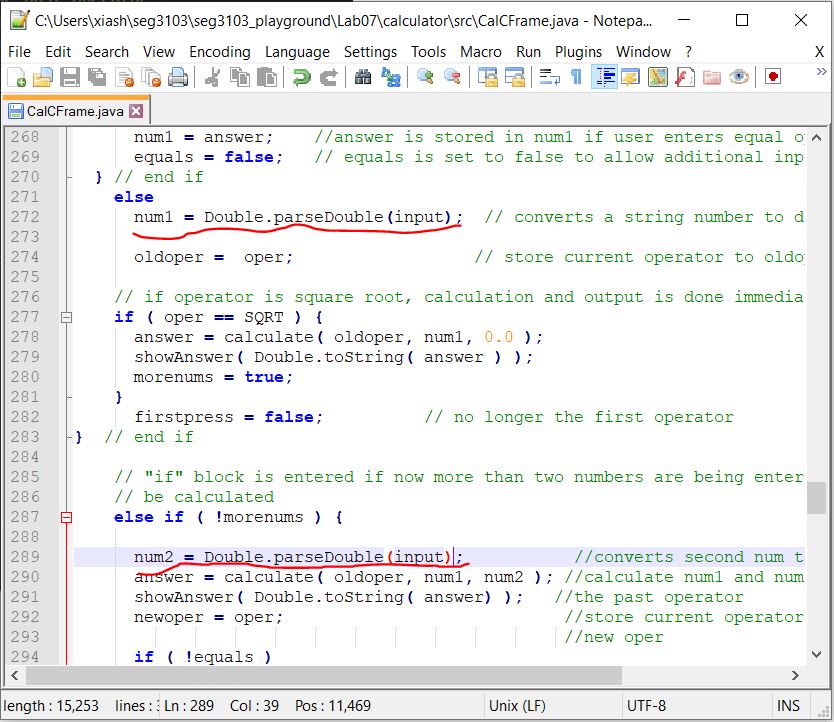 C:\Users\xiash\seg3103\seg3103_playground\Lab07\calculator\src\CalCFrame.java - Notepa...
File Edit Search View Encoding Language Settings Tools Macro Run Plugins Window ? X
CalCFrame.java
268 num1 = answer; //answer is stored in num1 if user enters equal o
269 equals = false; // equals is set to false to allow additional inp
270 } // end if
271 else
272 num1 = Double.parseDouble(input); // converts a string number to d
273
274 oldoper = oper; // store current operator to oldo
275
276 // if operator is square root, calculation and output is done immedia
277 if ( oper == SQRT ) {
278 answer = calculate( oldoper, num1, 0.0 );
279 showAnswer( Double.toString( answer ) );
280 morenums = true;
281 }
282 firstpress = false; // no longer the first operator
283 } // end if
284
285 // "if" block is entered if now more than two numbers are being enter
286 // be calculated
287 else if ( !morenums ) {
288
289 num2 = Double.parseDouble(input); //converts second num t
290 answer = calculate( oldoper, num1, num2 ); //calculate num1 and num
291 showAnswer( Double.toString( answer) ); //the past operator
292 newoper = oper; //store current operator
293 //new oper
294 if ( !equals )
length : 15,253 lines : Ln : 289 Col : 39 Pos : 11,469 Unix (LF) UTF-8 INS